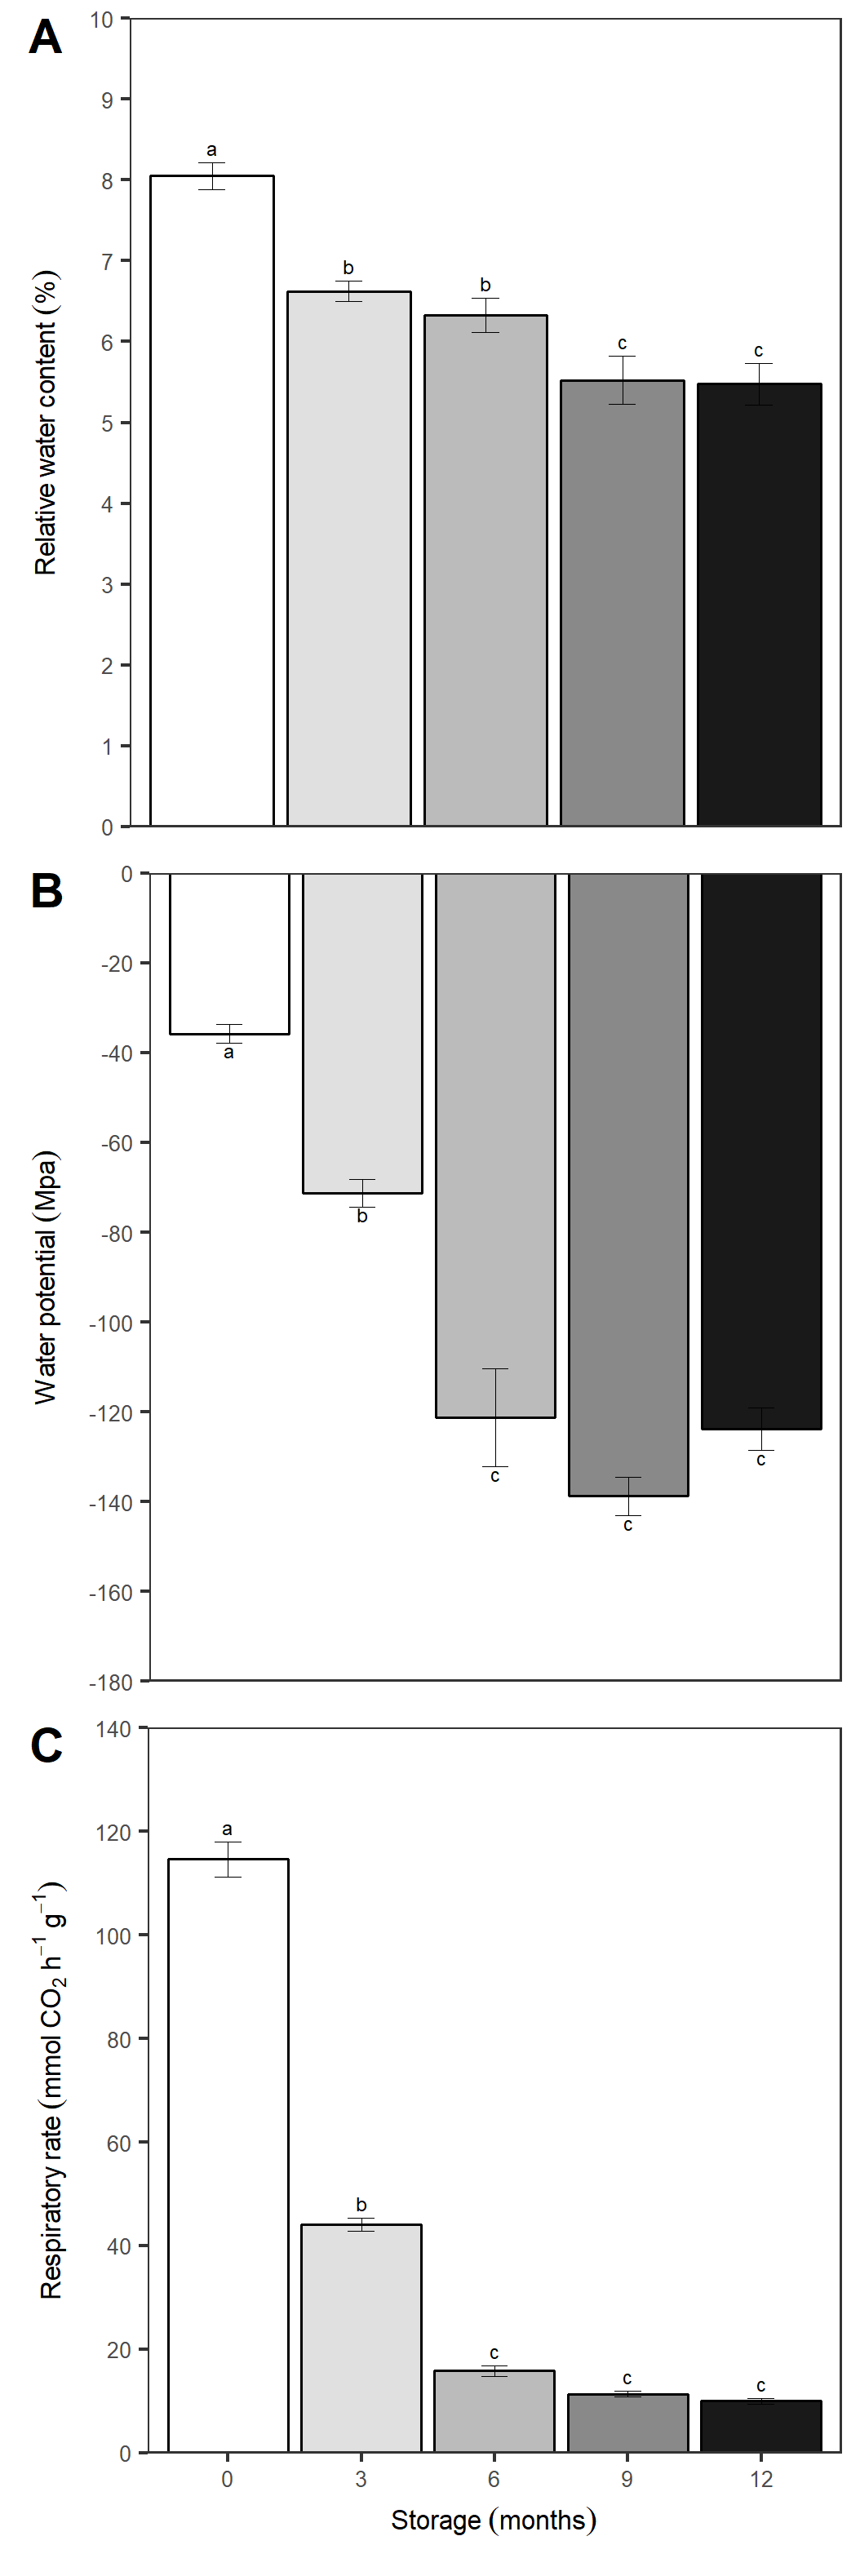 A
Relative water content (%)
10
9
8
7
6
5
4
3
2
1
0
a
b
b
c
c
B
Water potential (Mpa)
0
-20
-40
-60
-80
-100
-120
-140
-160
-180
a
b
c
c
c
C
Respiratory rate (mmol CO₂ h⁻¹ g⁻¹)
140
120
100
80
60
40
20
0
a
b
c
c
c
0 3 6 9 12
Storage (months)